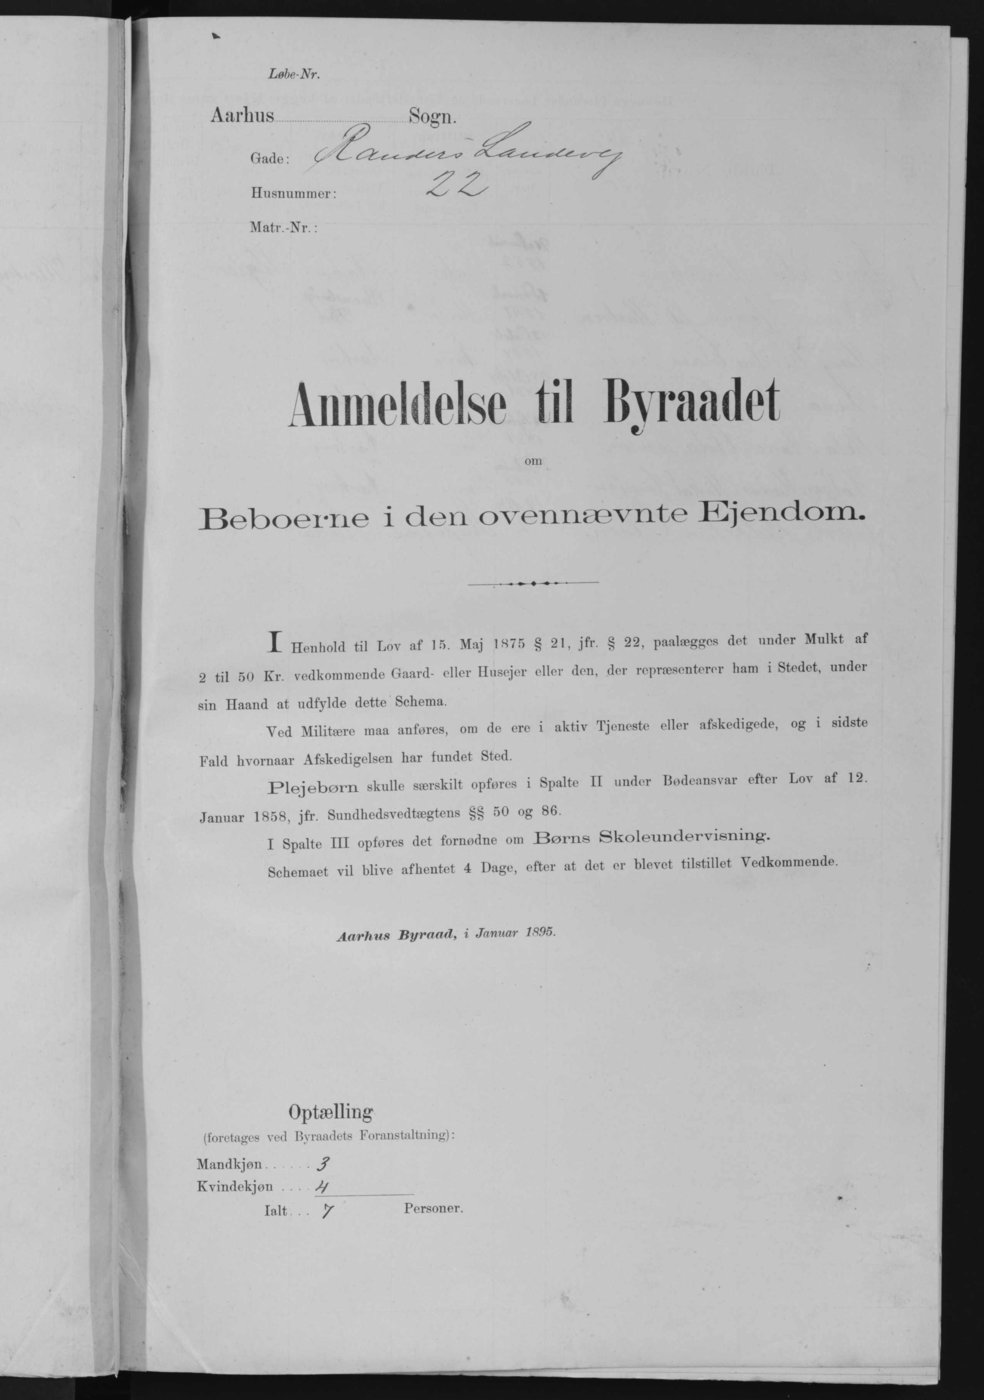 Løbe-Nr.
Aarhus Sogn.
Gade: Randers Landevej
Husnummer: 22
Matr.-Nr.:
Anmeldelse til Byraadet
om
Beboerne i den ovennævnte Ejendom.
I Henhold til Lov af 15. Maj 1875 § 21, jfr. § 22, paalægges det under Mulkt af
2 til 50 Kr. vedkommende Gaard- eller Husejer eller den, der repræsenterer ham i Stedet, under
sin Haand at udfylde dette Schema.
Ved Militære maa anføres, om de ere i aktiv Tjeneste eller afskedigede, og i sidste
Fald hvornaar Afskedigelsen har fundet Sted.
Plejebørn skulle særskilt opføres i Spalte II under Bødeansvar efter Lov af 12.
Januar 1858, jfr. Sundhedsvedtægtens §§ 50 og 86.
I Spalte III opføres det fornødne om Børns Skoleundervisning.
Schemaet vil blive afhentet 4 Dage, efter at det er blevet tilstillet Vedkommende.
Aarhus Byraad, i Januar 1895.
Optælling
(foretages ved Byraadets Foranstaltning):
Mandkjøn...... 3
Kvindekjøn .... 4
Ialt... 7 Personer.